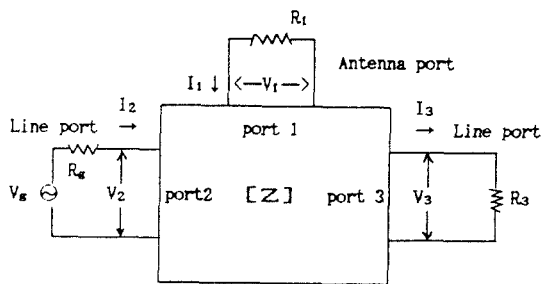 R₁
Antenna port
I₁ ↓ <—V₁—>
I₂ →
Line port
port 1
I₃ →
Line port
Rg
Vg
V₂
port2
[Z]
port 3
V₃
R₃